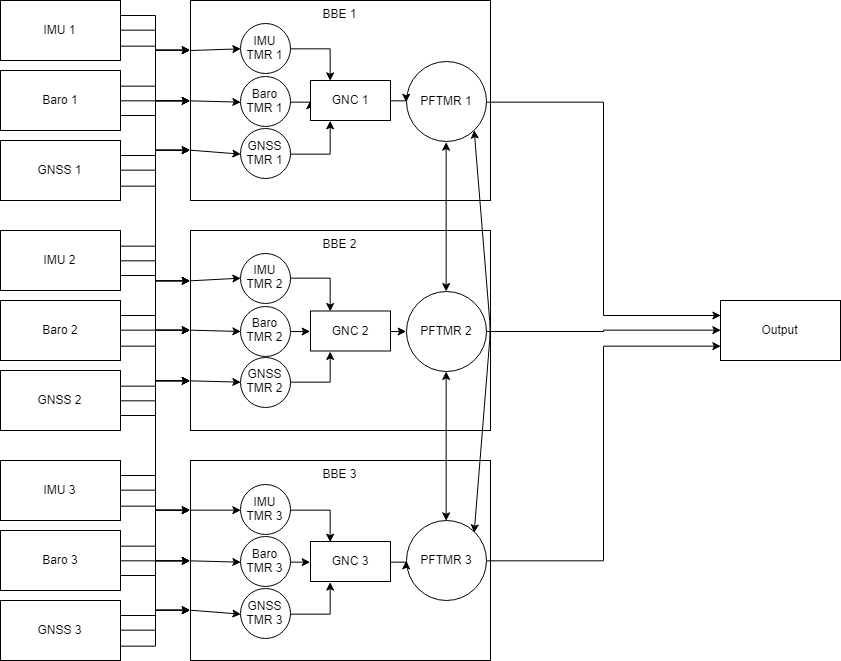 IMU 1
Baro 1
GNSS 1
BBE 1
IMU
TMR 1
Baro
TMR 1
GNSS
TMR 1
GNC 1
PFTMR 1
IMU 2
Baro 2
GNSS 2
BBE 2
IMU
TMR 2
Baro
TMR 2
GNSS
TMR 2
GNC 2
PFTMR 2
Output
IMU 3
Baro 3
GNSS 3
BBE 3
IMU
TMR 3
Baro
TMR 3
GNSS
TMR 3
GNC 3
PFTMR 3